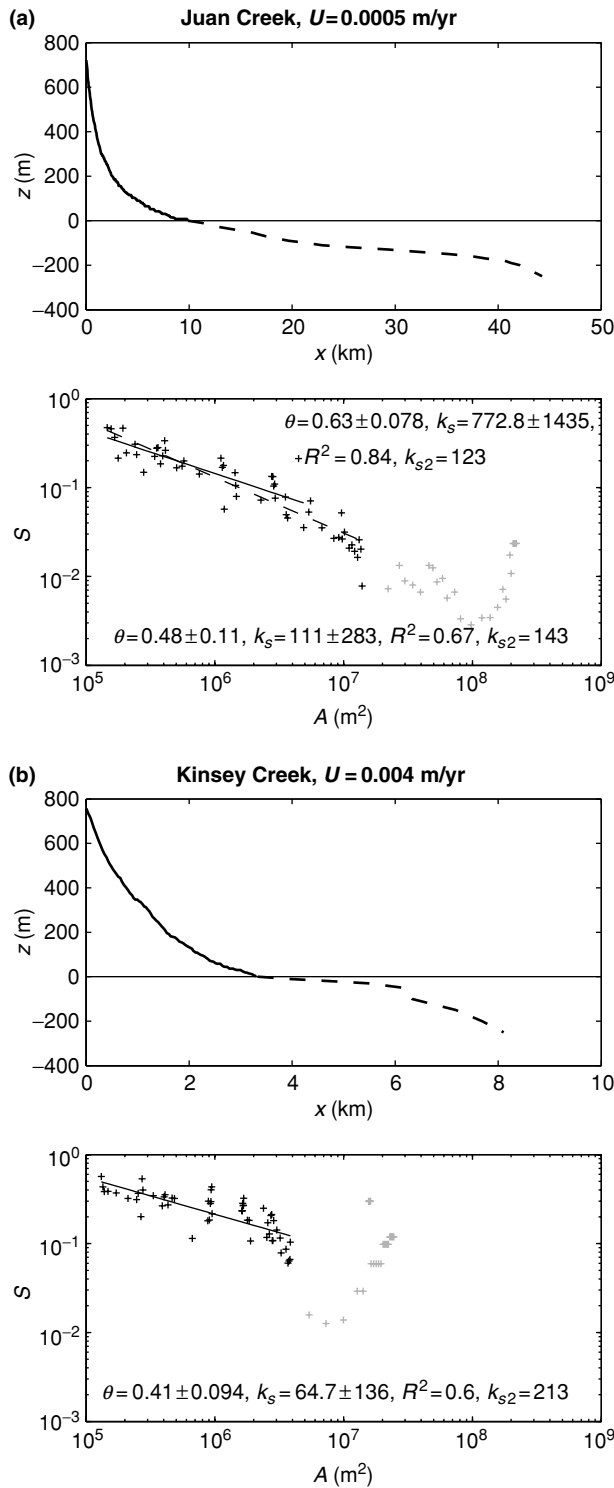 (a) Juan Creek, U=0.0005 m/yr
800
600
400
200
0
−200
−400
z (m)
0 10 20 30 40 50
x (km)
10^0
10^-1
10^-2
10^-3
S
θ=0.63±0.078, k_s=772.8±1435,
R^2=0.84, k_s2=123
θ=0.48±0.11, k_s=111±283, R^2=0.67, k_s2=143
10^5 10^6 10^7 10^8 10^9
A (m^2)
(b) Kinsey Creek, U=0.004 m/yr
800
600
400
200
0
−200
−400
z (m)
0 2 4 6 8 10
x (km)
10^0
10^-1
10^-2
10^-3
S
θ=0.41±0.094, k_s=64.7±136, R^2=0.6, k_s2=213
10^5 10^6 10^7 10^8 10^9
A (m^2)